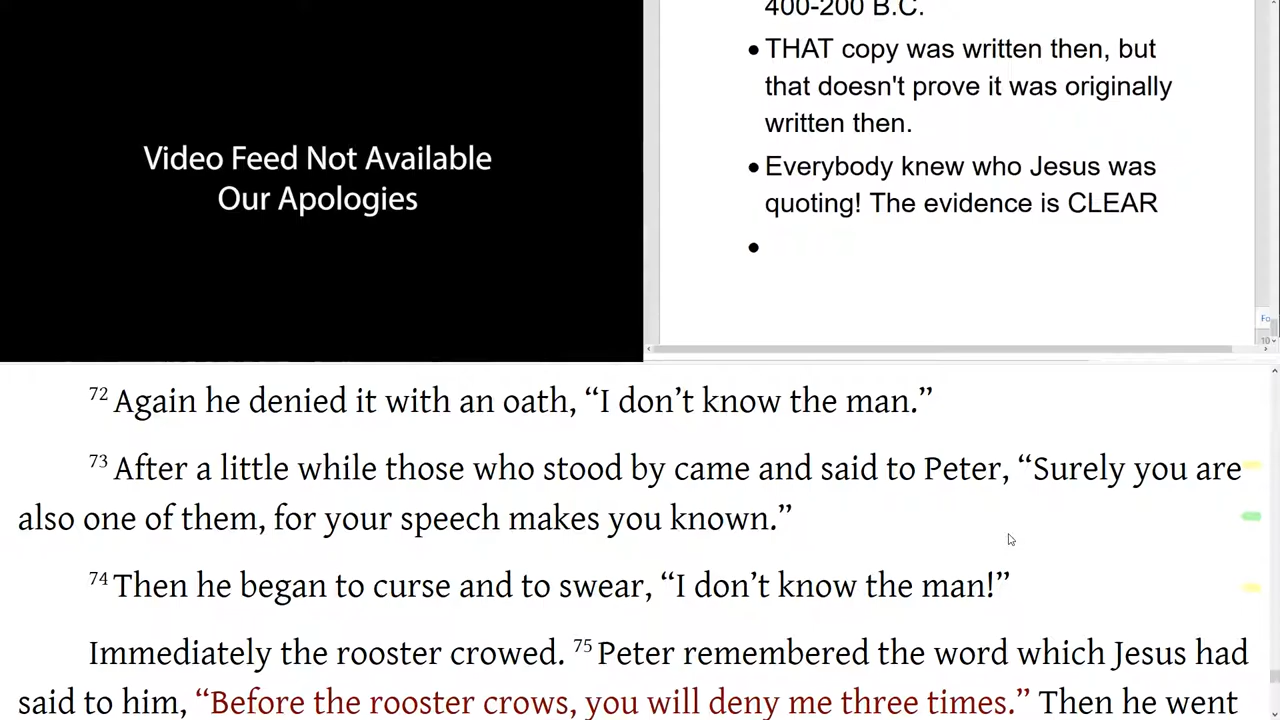 Video Feed Not Available
Our Apologies
400-200 B.C.
• THAT copy was written then, but
that doesn't prove it was originally
written then.
• Everybody knew who Jesus was
quoting! The evidence is CLEAR
•
Fo
10
72 Again he denied it with an oath, “I don’t know the man.”
73 After a little while those who stood by came and said to Peter, “Surely you are
also one of them, for your speech makes you known.”
74 Then he began to curse and to swear, “I don’t know the man!”
Immediately the rooster crowed. 75 Peter remembered the word which Jesus had
said to him, “Before the rooster crows, you will deny me three times.” Then he went